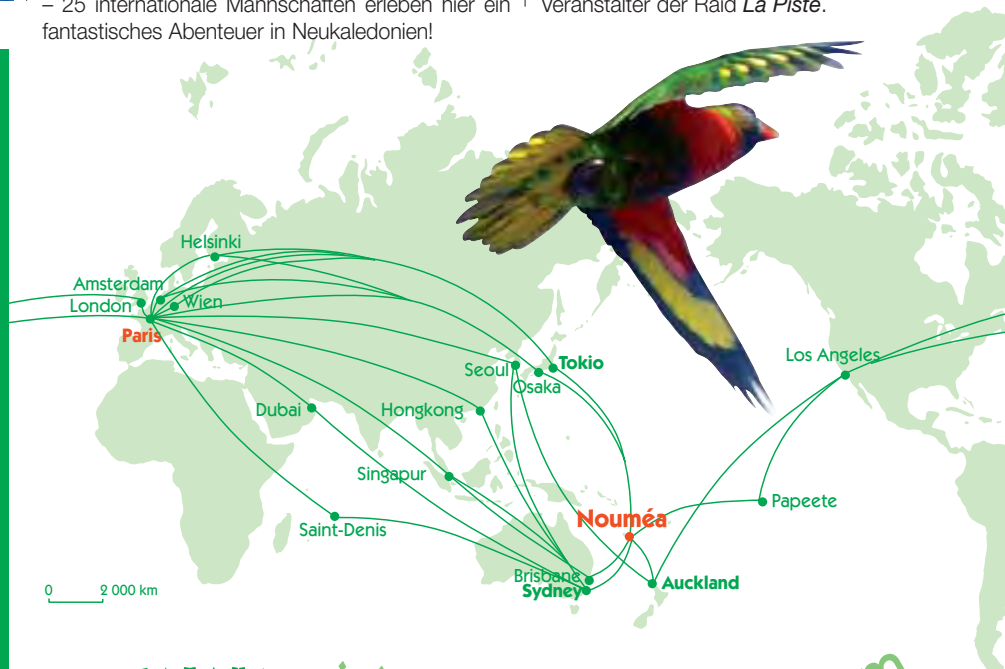 – 25 internationale Mannschaften erleben hier ein
fantastisches Abenteuer in Neukaledonien!
Veranstalter der Raid La Piste.
Helsinki
Amsterdam
London
Wien
Paris
Los Angeles
Seoul
Tokio
Osaka
Dubai
Hongkong
Singapur
Papeete
Nouméa
Saint-Denis
Brisbane
Sydney
Auckland
0 2 000 km